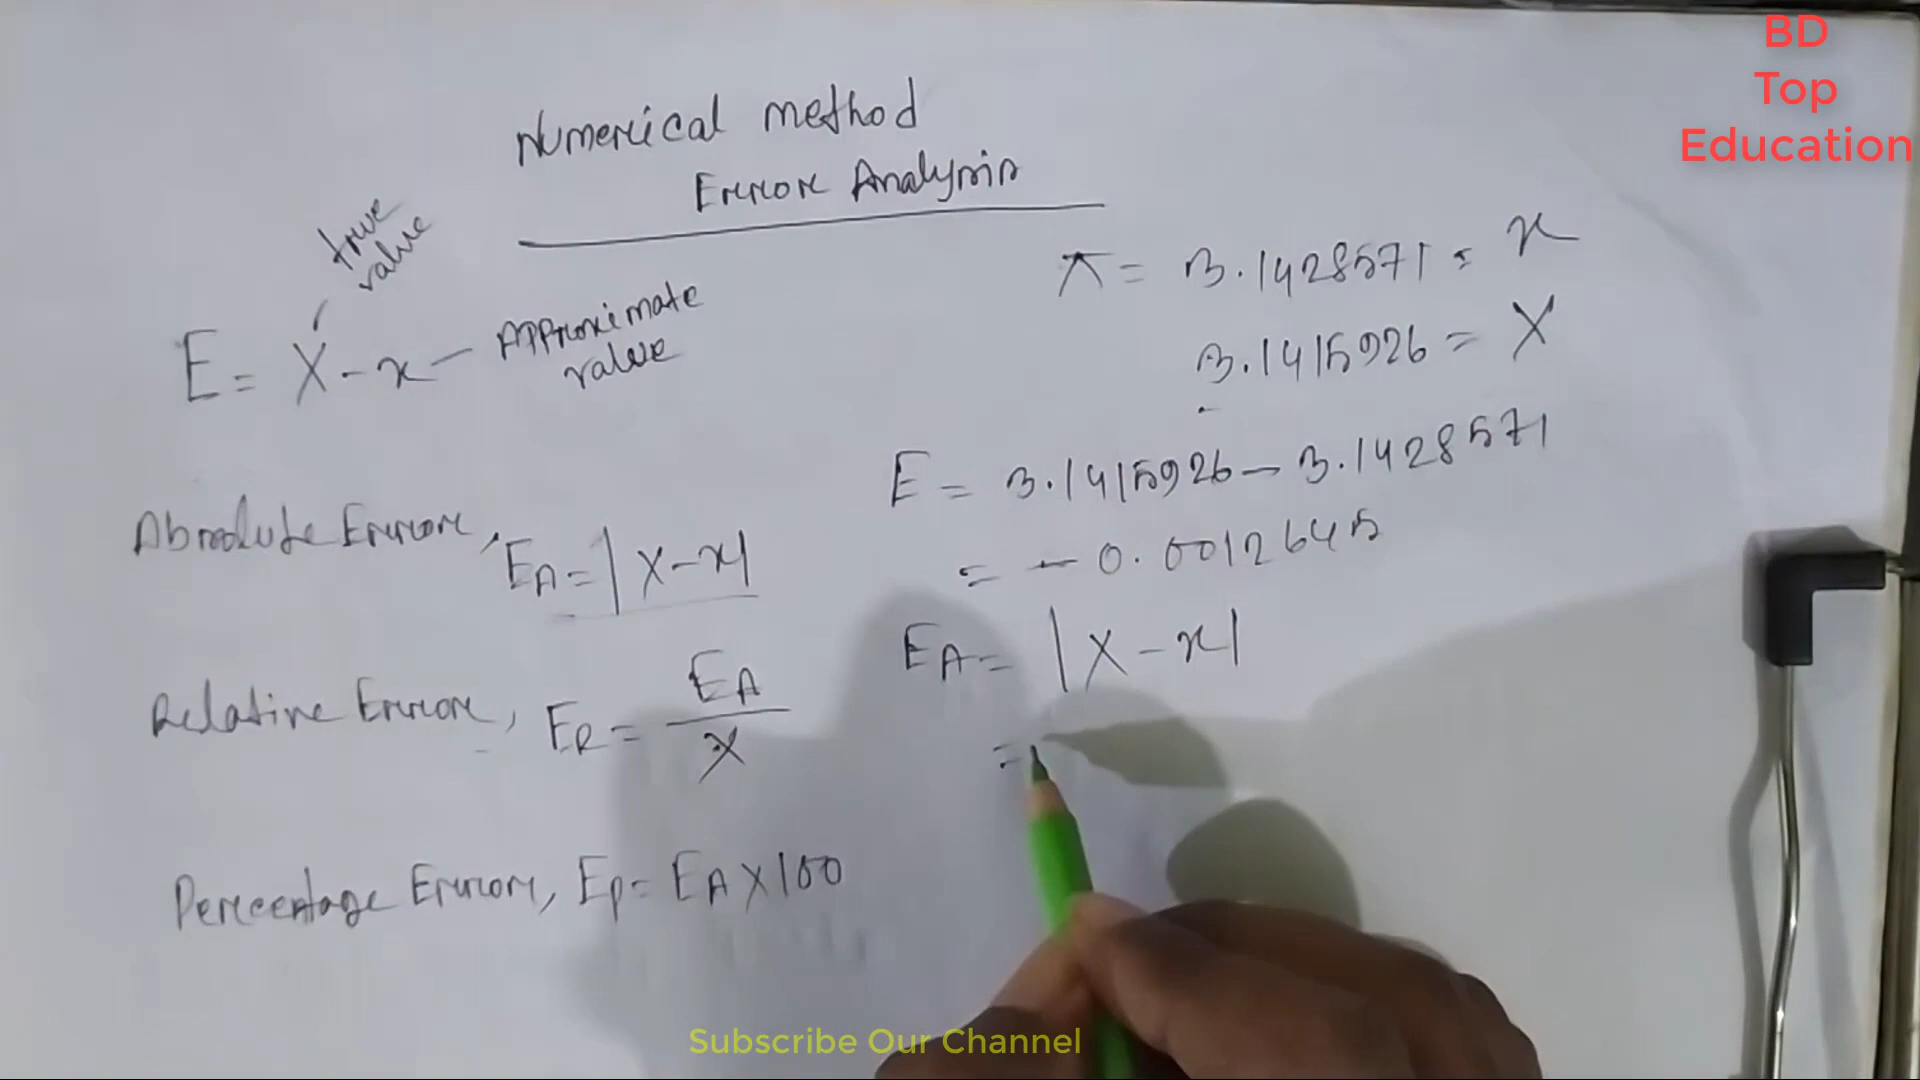 BD
Top
Education
Numerical method
Error Analysis
true
value
E = X - x - Approximate
value
Absolute Error, EA = |X - x|
Relative Error, ER = EA / X
Percentage Error, EP = EA X 100
π = 3.1428571 = x
3.1415926 = X
E = 3.1415926 - 3.1428571
= - 0.0012645
EA = |X - x|
=
Subscribe Our Channel